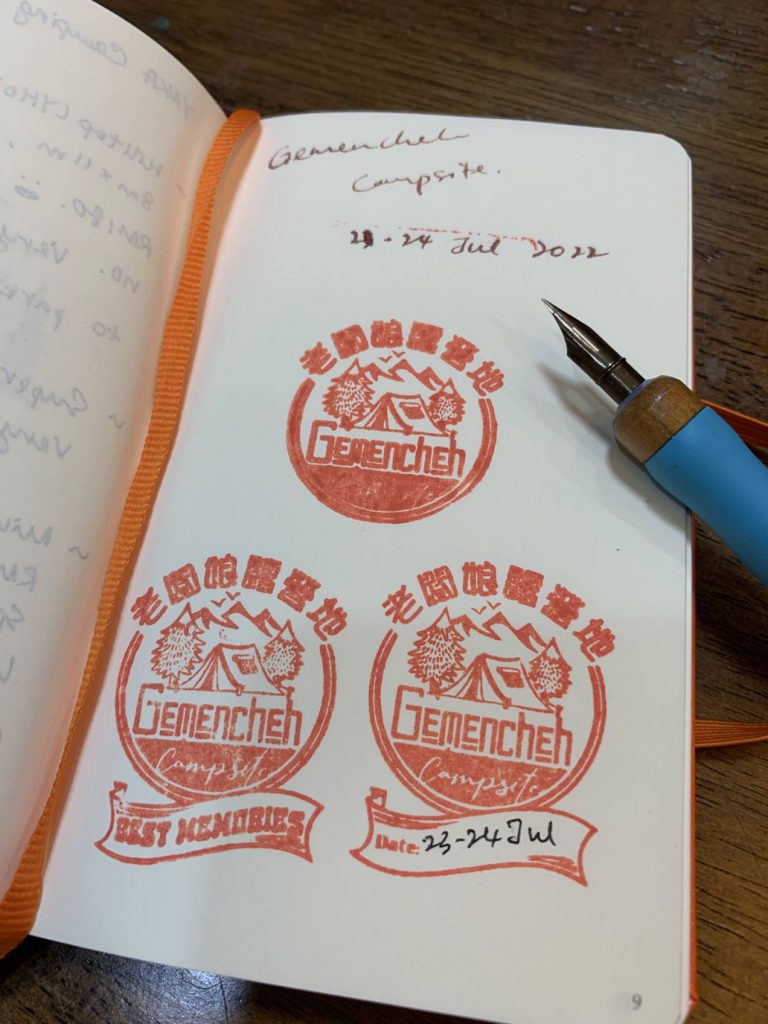 Gemencheh
Campsite.
23-24 Jul 2022
老闆娘露營地
Gemencheh
老闆娘露營地
Gemencheh
Campsite
BEST MEMORIES
老闆娘露營地
Gemencheh
Campsite
Date: 23-24 Jul
9